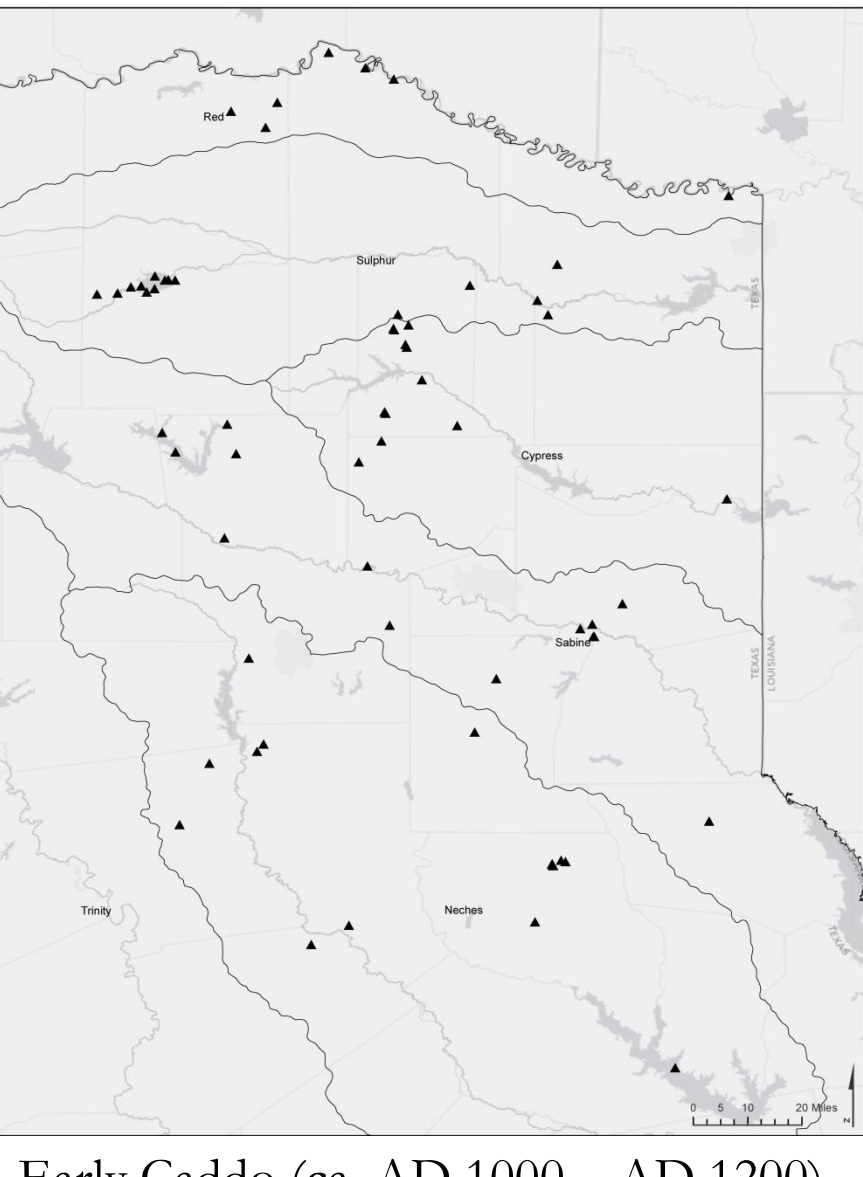 Red
Sulphur
TEXAS
Cypress
Sabine
TEXAS
LOUISIANA
Trinity
Neches
TEXAS
0 5 10 20 Miles
N
Early Caddo (ca. AD 1000 – AD 1200)